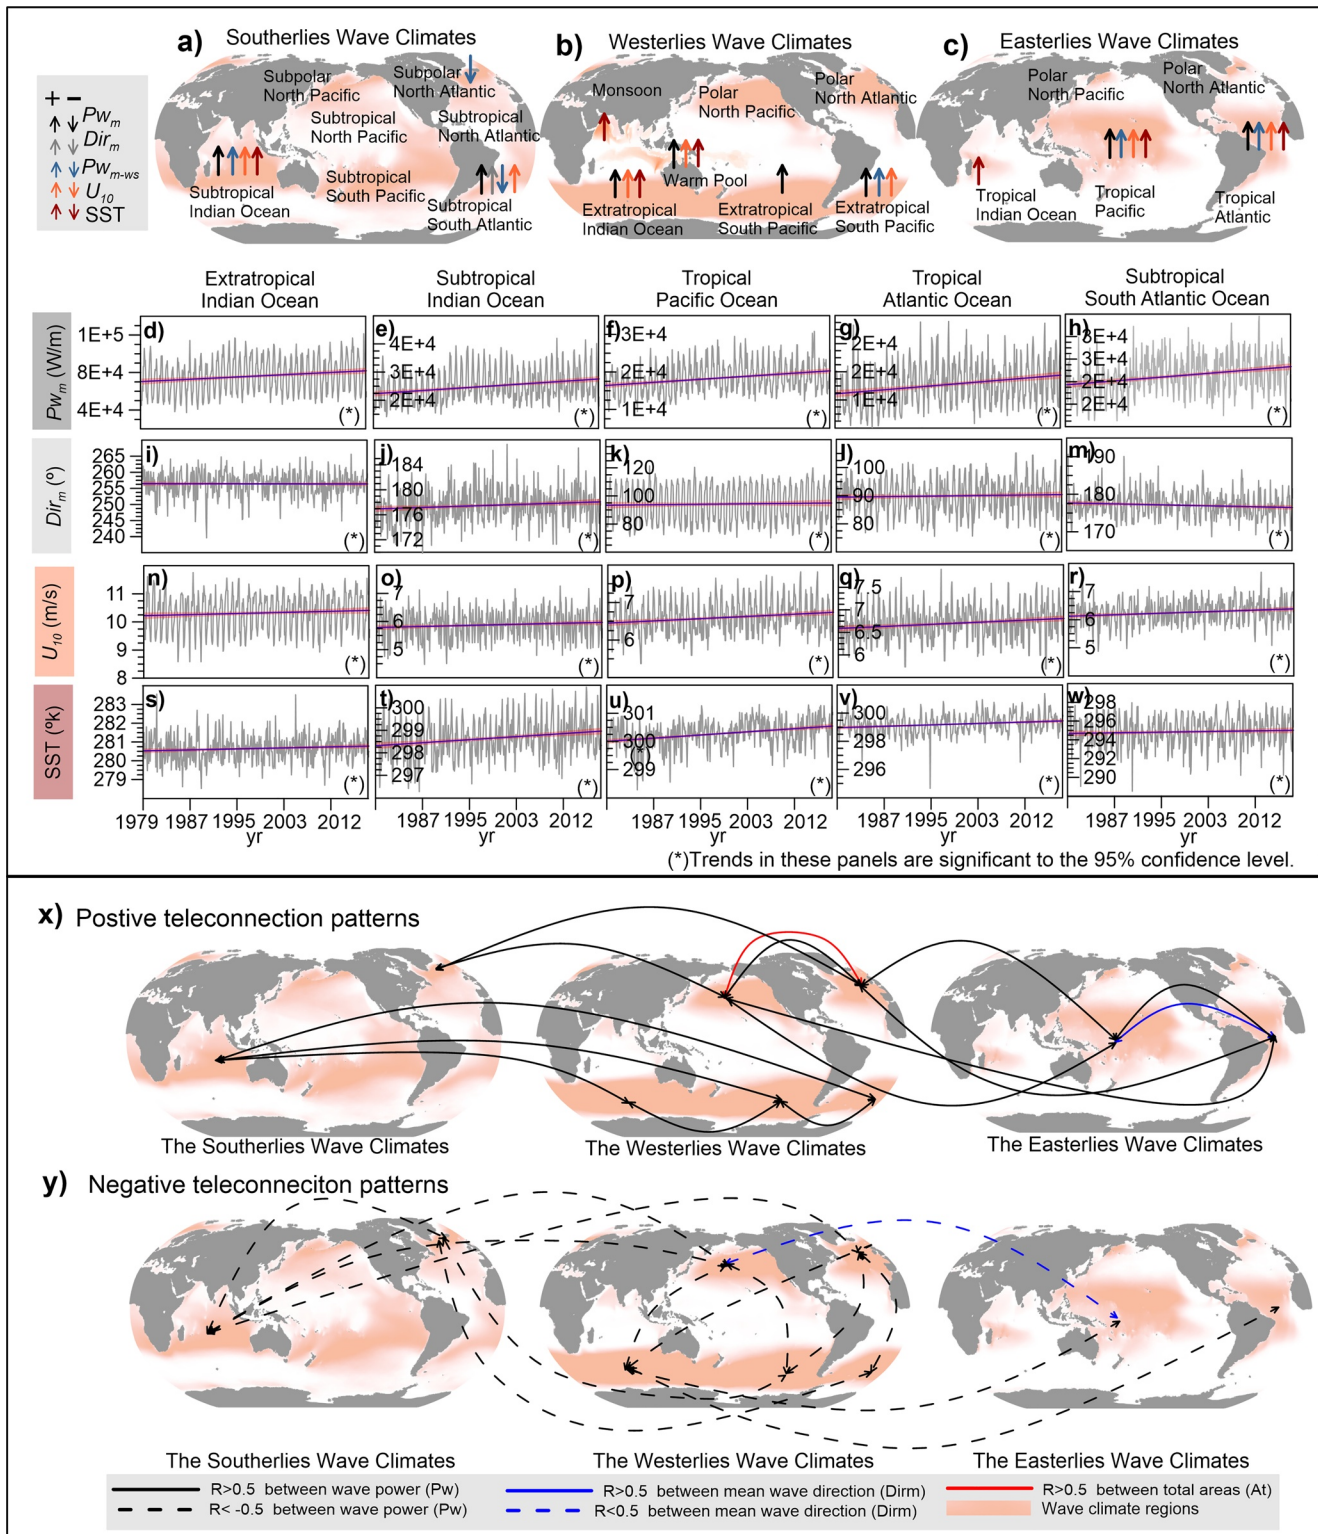 a) Southerlies Wave Climates
b) Westerlies Wave Climates
c) Easterlies Wave Climates
+ −
Pwm
Dirm
Pwm-ws
U10
SST
Subpolar
North Pacific
Subpolar
North Atlantic
Subtropical
North Pacific
Subtropical
North Atlantic
Subtropical
Indian Ocean
Subtropical
South Pacific
Subtropical
South Atlantic
Monsoon
Polar
North Pacific
Polar
North Atlantic
Warm Pool
Extratropical
Indian Ocean
Extratropical
South Pacific
Extratropical
South Pacific
Polar
North Pacific
Polar
North Atlantic
Tropical
Indian Ocean
Tropical
Pacific
Tropical
Atlantic
Extratropical
Indian Ocean
Subtropical
Indian Ocean
Tropical
Pacific Ocean
Tropical
Atlantic Ocean
Subtropical
South Atlantic Ocean
Pwm (W/m)
d) 1E+5 8E+4 4E+4 (*)
e) 4E+4 3E+4 2E+4 (*)
f) 3E+4 2E+4 1E+4 (*)
g) 2E+4 2E+4 1E+4 (*)
h) 3E+4 3E+4 2E+4 2E+4 (*)
Dirm (º)
i) 265 260 255 250 245 240 (*)
j) 184 180 176 172 (*)
k) 120 100 80 (*)
l) 100 90 80 (*)
m) 190 180 170 (*)
U10 (m/s)
n) 11 10 9 8 (*)
o) 7 6 5 (*)
p) 7 6 (*)
q) 7.5 7 6.5 6 (*)
r) 7 6 5 (*)
SST (ºk)
s) 283 282 281 280 279 (*)
t) 300 299 298 297 (*)
u) 301 300 299 (*) (*)
v) 300 298 296 (*)
w) 298 296 294 292 290 (*)
1979 1987 1995 2003 2012
1987 1995 2003 2012
1987 1995 2003 2012
1987 1995 2003 2012
1987 1995 2003 2012
yr yr yr yr yr
(*)Trends in these panels are significant to the 95% confidence level.
x) Postive teleconnection patterns
The Southerlies Wave Climates
The Westerlies Wave Climates
The Easterlies Wave Climates
y) Negative teleconneciton patterns
The Southerlies Wave Climates
The Westerlies Wave Climates
The Easterlies Wave Climates
R>0.5 between wave power (Pw)
R>0.5 between mean wave direction (Dirm)
R>0.5 between total areas (At)
R< -0.5 between wave power (Pw)
R<0.5 between mean wave direction (Dirm)
Wave climate regions